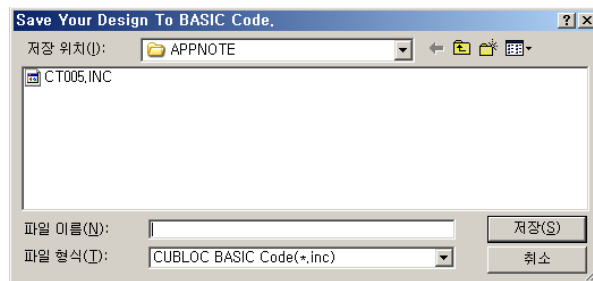 Save Your Design To BASIC Code,
저장 위치(I): APPNOTE
CT005,INC
파일 이름(N): 저장(S)
파일 형식(T): CUBLOC BASIC Code(*,inc) 취소